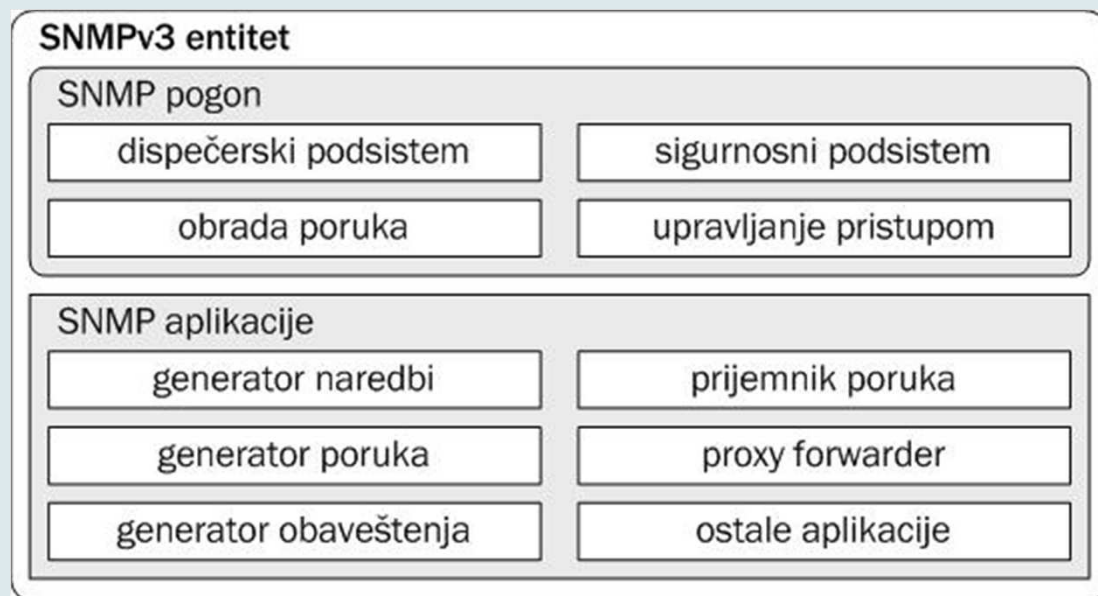 SNMPv3 entitet
SNMP pogon
dispečerski podsistem
sigurnosni podsistem
obrada poruka
upravljanje pristupom
SNMP aplikacije
generator naredbi
prijemnik poruka
generator poruka
proxy forwarder
generator obaveštenja
ostale aplikacije